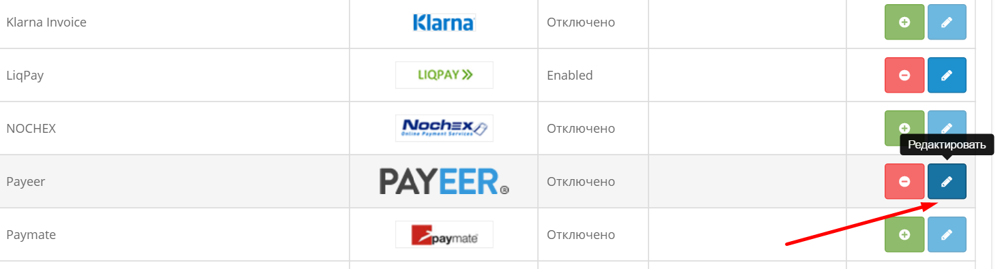 Klarna Invoice Klarna Отключено
LiqPay LIQPAY Enabled
NOCHEX NOCHEX Online Payment Services Отключено
Редактировать
Payeer PAYEER® Отключено
Paymate paymate Отключено